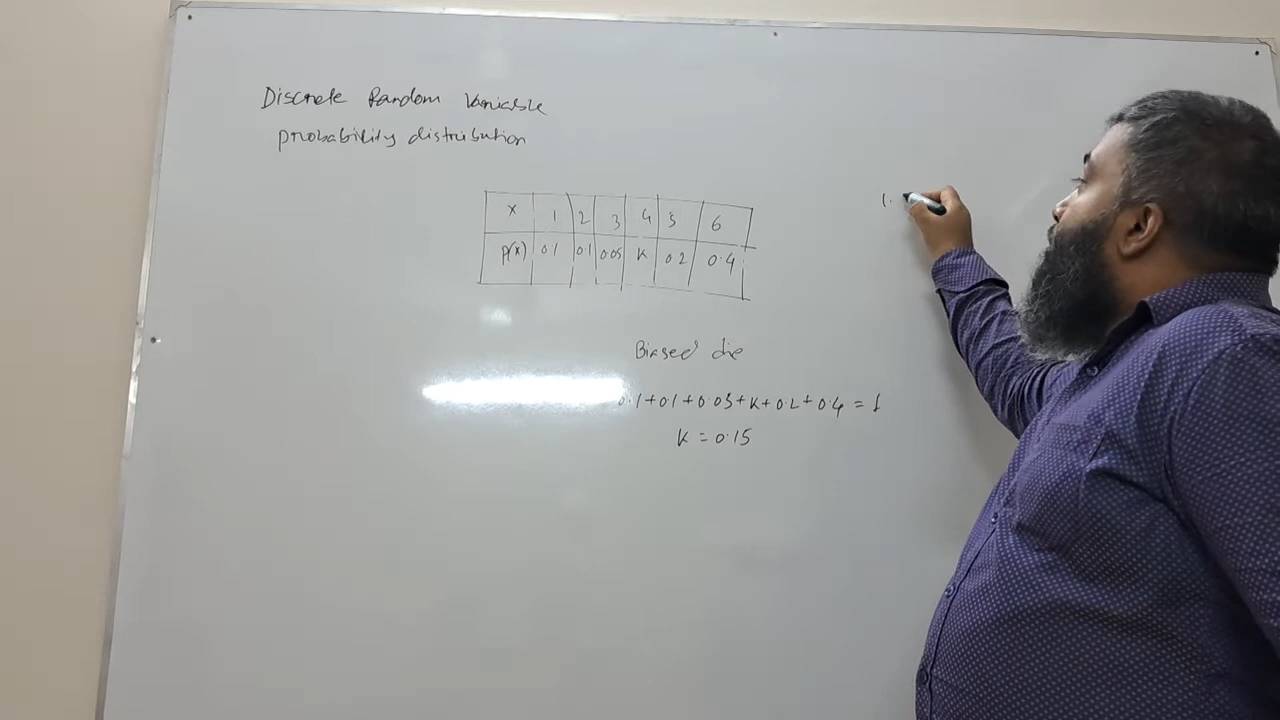 Discrete Random Variable
probability distribution
x 1 2 3 4 5 6
p(x) 0.1 0.1 0.05 K 0.2 0.4
1.
Biased die
0.1+0.1+0.05+K+0.2+0.4=1
K=0.15